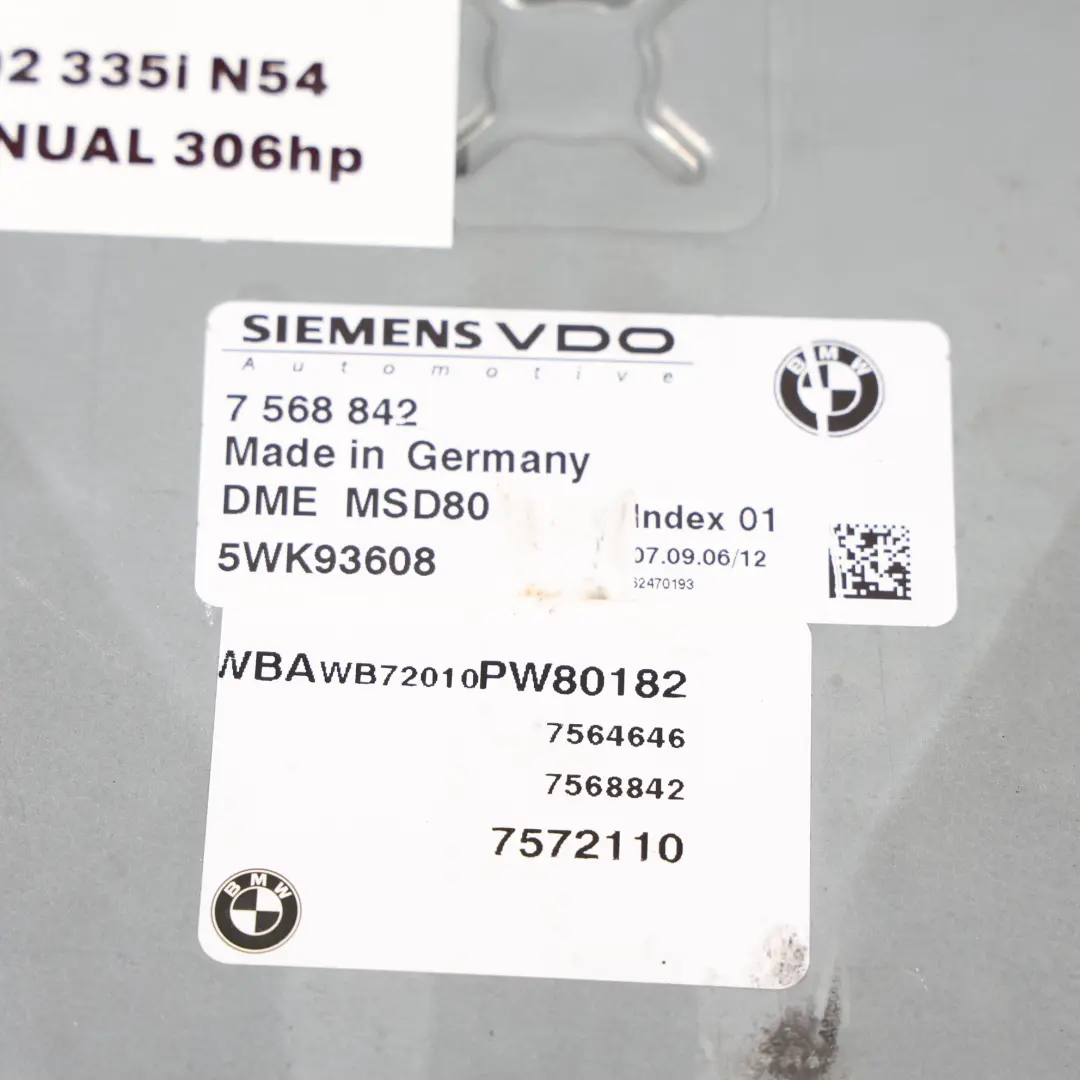 02 335i N54
NUAL 306hp
SIEMENS VDO
Automotive
BMW
7 568 842
Made in Germany
DME MSD80
Index 01
5WK93608
07.09.06/12
62470193
WBAWB72010PW80182
7564646
7568842
7572110
BMW